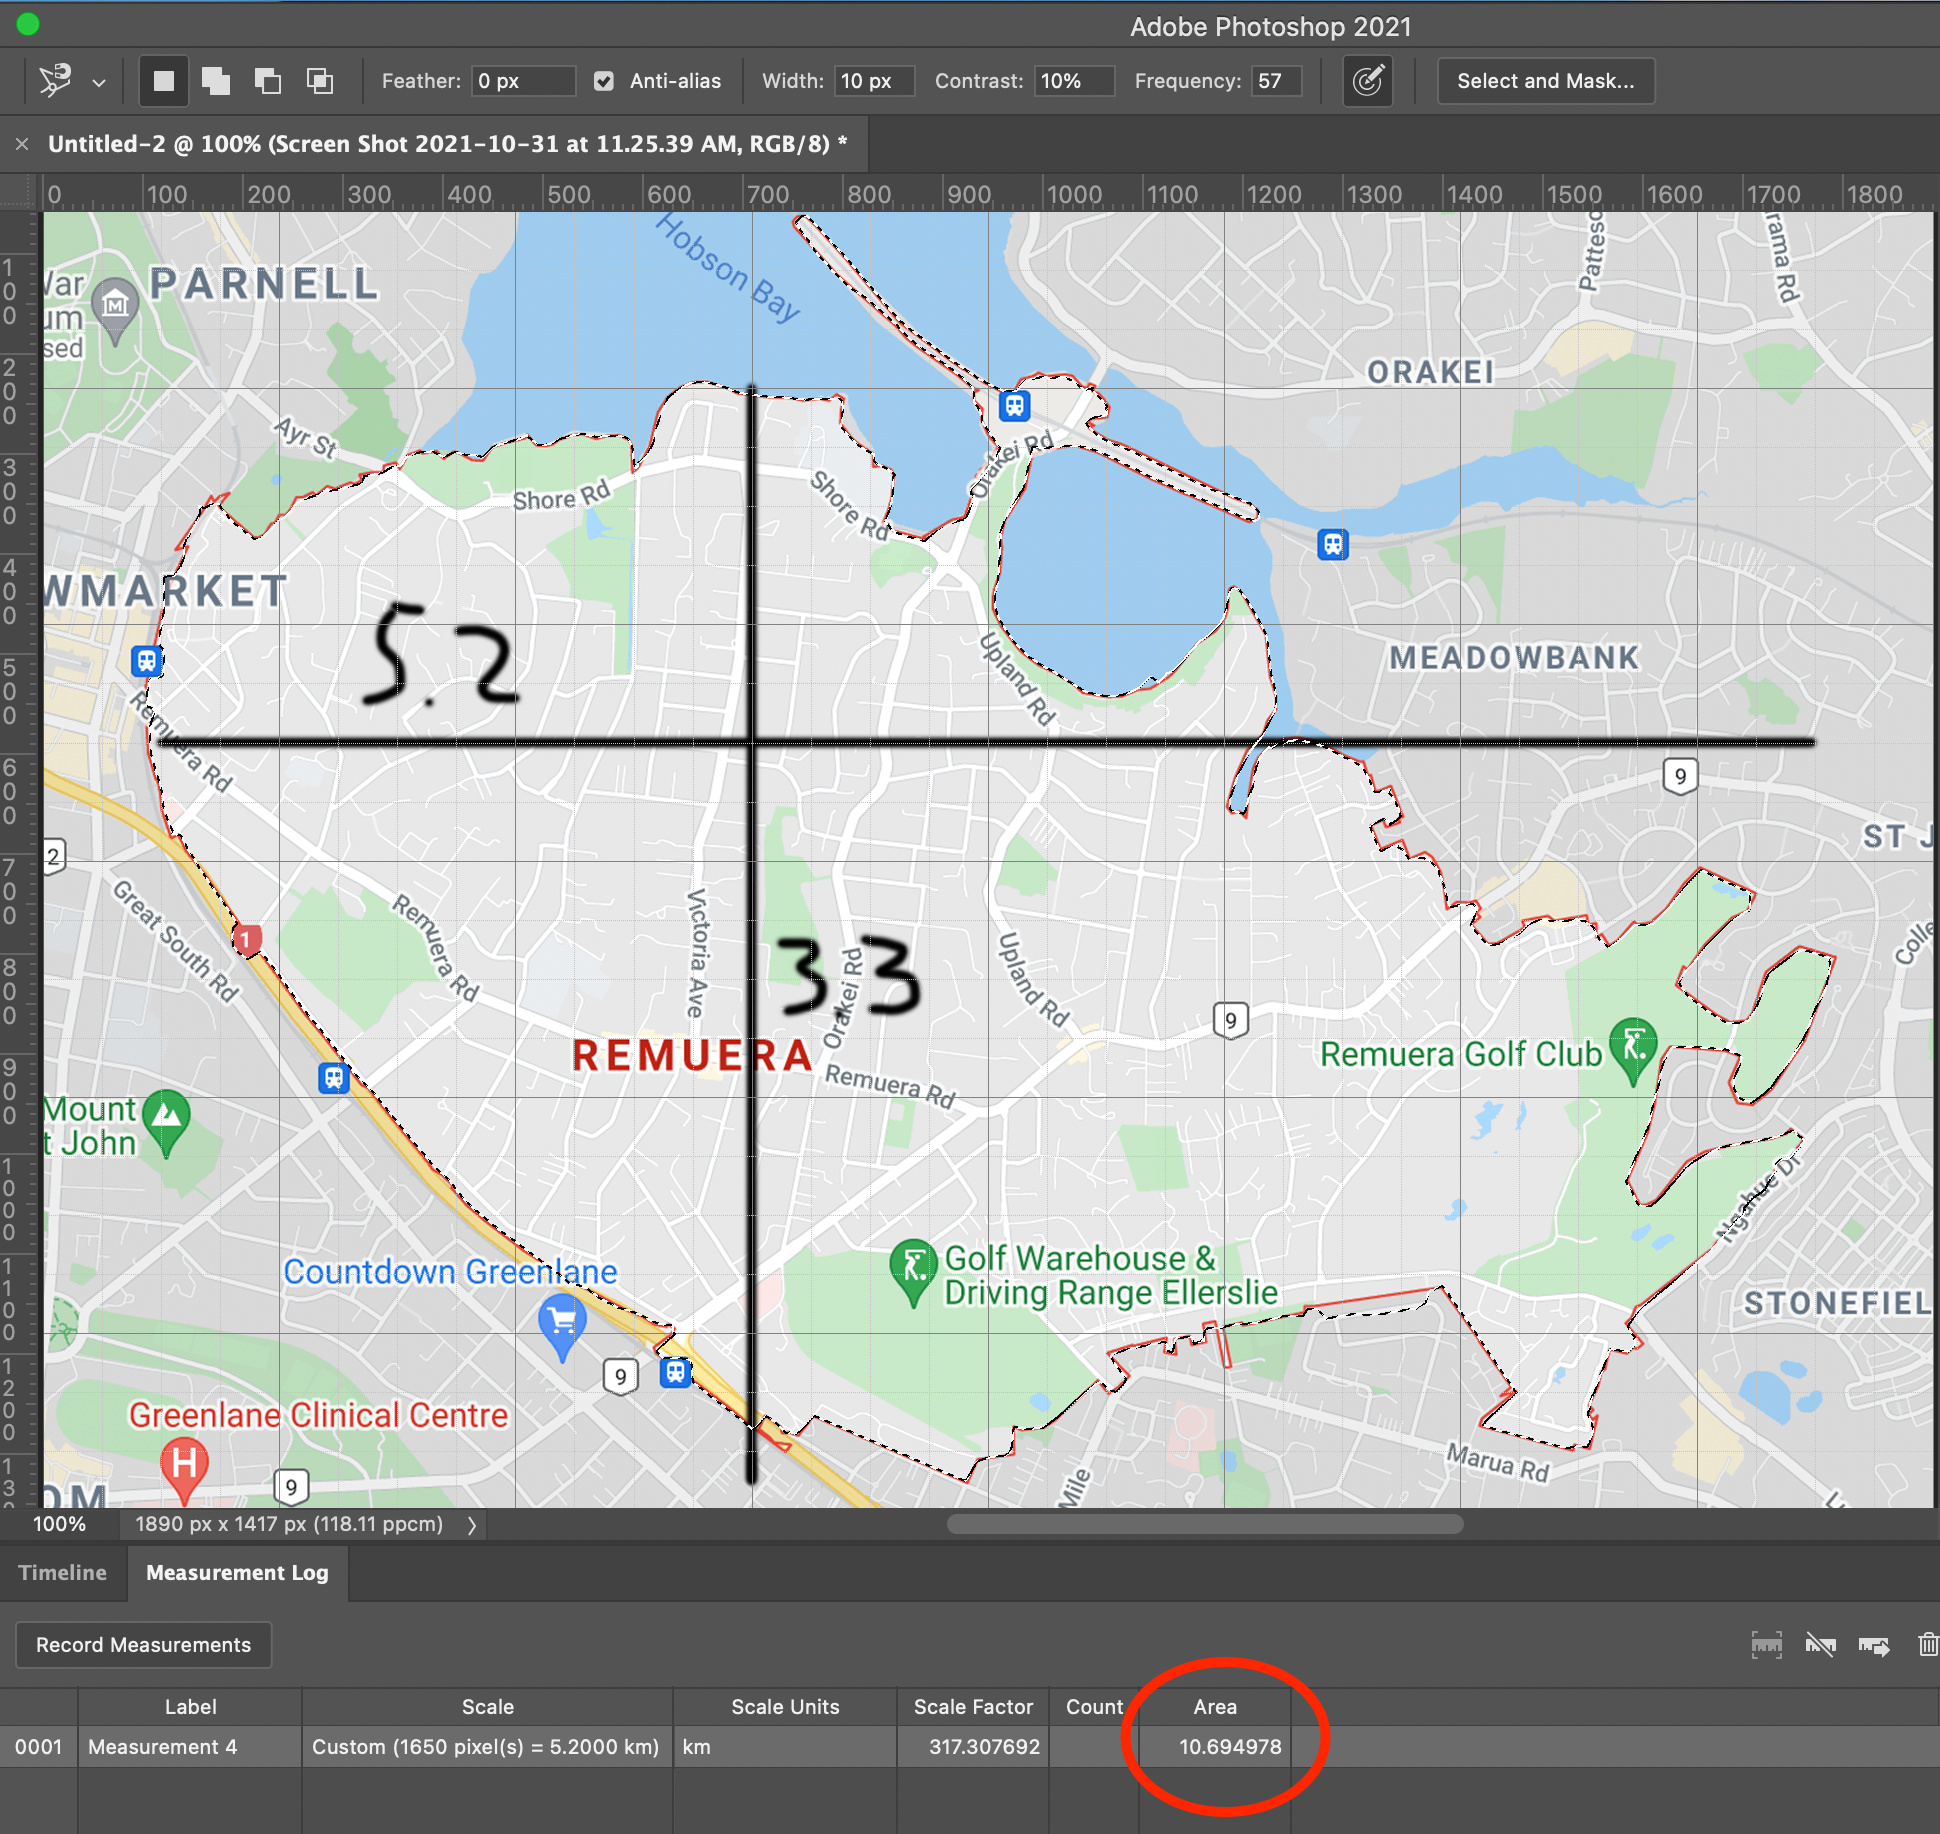 Adobe Photoshop 2021
Feather: 0 px Anti-alias Width: 10 px Contrast: 10% Frequency: 57 Select and Mask...
× Untitled-2 @ 100% (Screen Shot 2021-10-31 at 11.25.39 AM, RGB/8) *
0 100 200 300 400 500 600 700 800 900 1000 1100 1200 1300 1400 1500 1600 1700 1800
100
200
300
400
500
600
700
800
900
1000
1100
1200
13
Hobson Bay
PARNELL
War
um
sed
rama Rd
ORAKEI
Ayr St
Orakei Rd
Shore Rd
Shore Rd
WMARKET
5.2
MEADOWBANK
Upland Rd
Remuera Rd
9
ST J
2
Great South Rd
Remuera Rd
Victoria Ave
1
3.3
Orakei Rd
Upland Rd
Colle
9
REMUERA
Remuera Golf Club
Remuera Rd
Mount
t John
Ngahue Dr
Golf Warehouse &
Driving Range Ellerslie
Countdown Greenlane
STONEFIEL
9
Greenlane Clinical Centre
H
9
OM
Marua Rd
Mile
100% 1890 px x 1417 px (118.11 ppcm)
Timeline Measurement Log
Record Measurements
Label Scale Scale Units Scale Factor Count Area
0001 Measurement 4 Custom (1650 pixel(s) = 5.2000 km) km 317.307692 10.694978